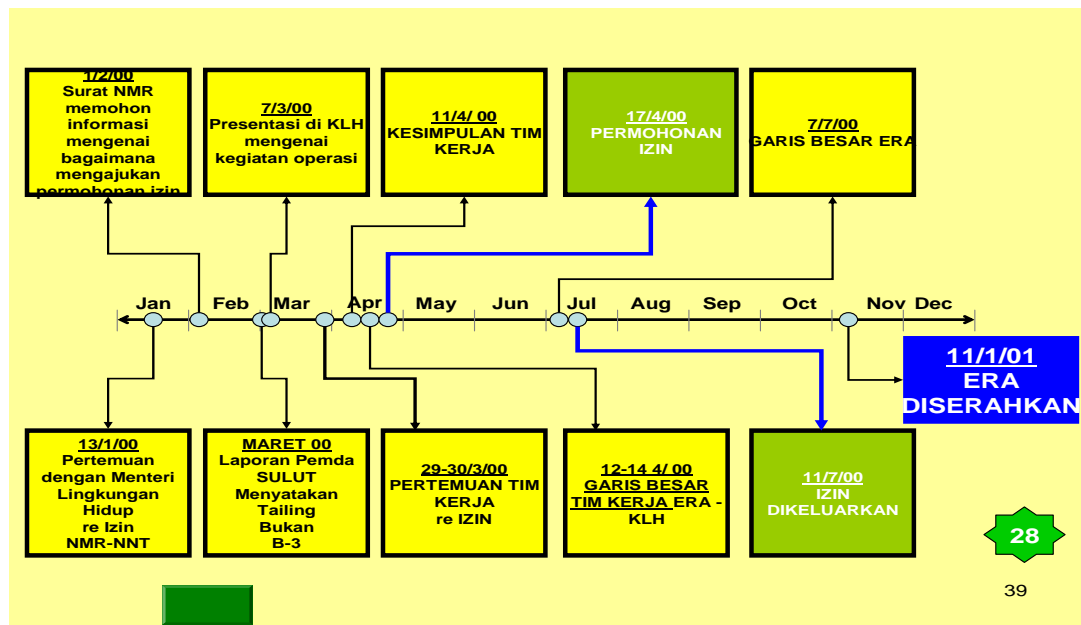 1/2/00
Surat NMR
memohon
informasi
mengenai
bagaimana
mengajukan
permohonan izin
7/3/00
Presentasi di KLH
mengenai
kegiatan operasi
11/4/ 00
KESIMPULAN TIM
KERJA
17/4/00
PERMOHONAN
IZIN
7/7/00
GARIS BESAR ERA
Jan Feb Mar Apr May Jun Jul Aug Sep Oct Nov Dec
11/1/01
ERA
DISERAHKAN
13/1/00
Pertemuan
dengan Menteri
Lingkungan
Hidup
re Izin
NMR-NNT
MARET 00
Laporan Pemda
SULUT
Menyatakan
Tailing
Bukan
B-3
29-30/3/00
PERTEMUAN TIM
KERJA
re IZIN
12-14 4/ 00
GARIS BESAR
TIM KERJA ERA -
KLH
11/7/00
IZIN
DIKELUARKAN
28
39